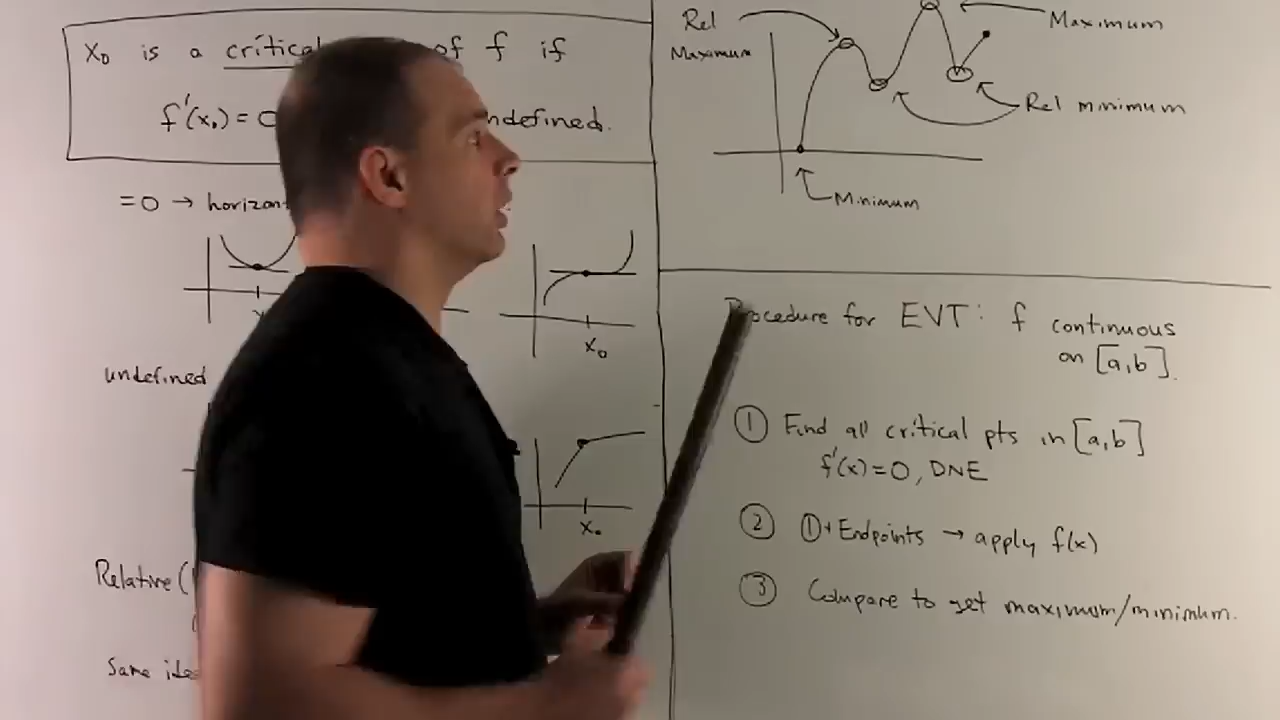 x₀ is a critical of f if
f'(x₀) = undefined.
=0 → horizon
x₀
undefined
x₀
Relative (
Same ide
Rel Maximum
Maximum
Rel minimum
Minimum
Procedure for EVT: f continuous
on [a,b].
① Find all critical pts in [a,b]
f'(x)=0, DNE
② ①+Endpoints → apply f(x)
③ Compare to get maximum/minimum.